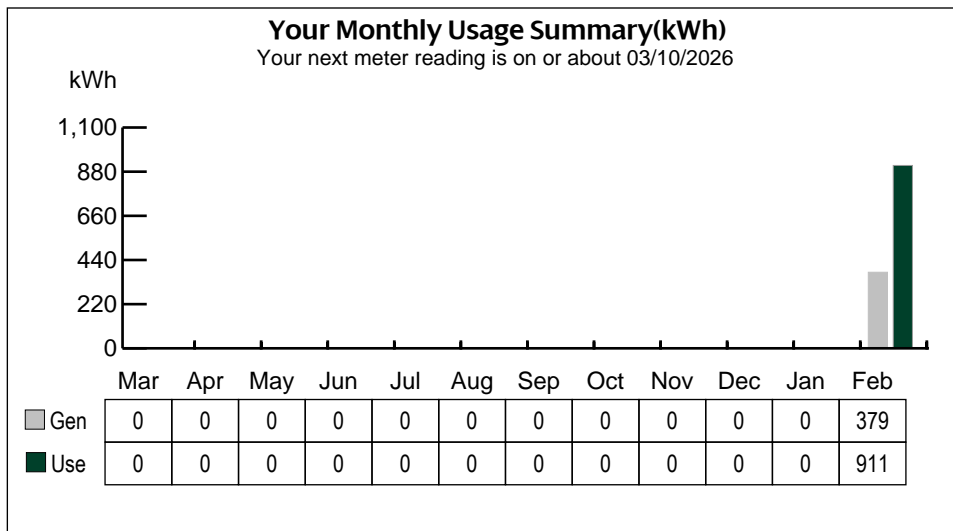 Your Monthly Usage Summary(kWh)
Your next meter reading is on or about 03/10/2026
kWh
1,100
880
660
440
220
0
Mar Apr May Jun Jul Aug Sep Oct Nov Dec Jan Feb
Gen 0 0 0 0 0 0 0 0 0 0 0 379
Use 0 0 0 0 0 0 0 0 0 0 0 911